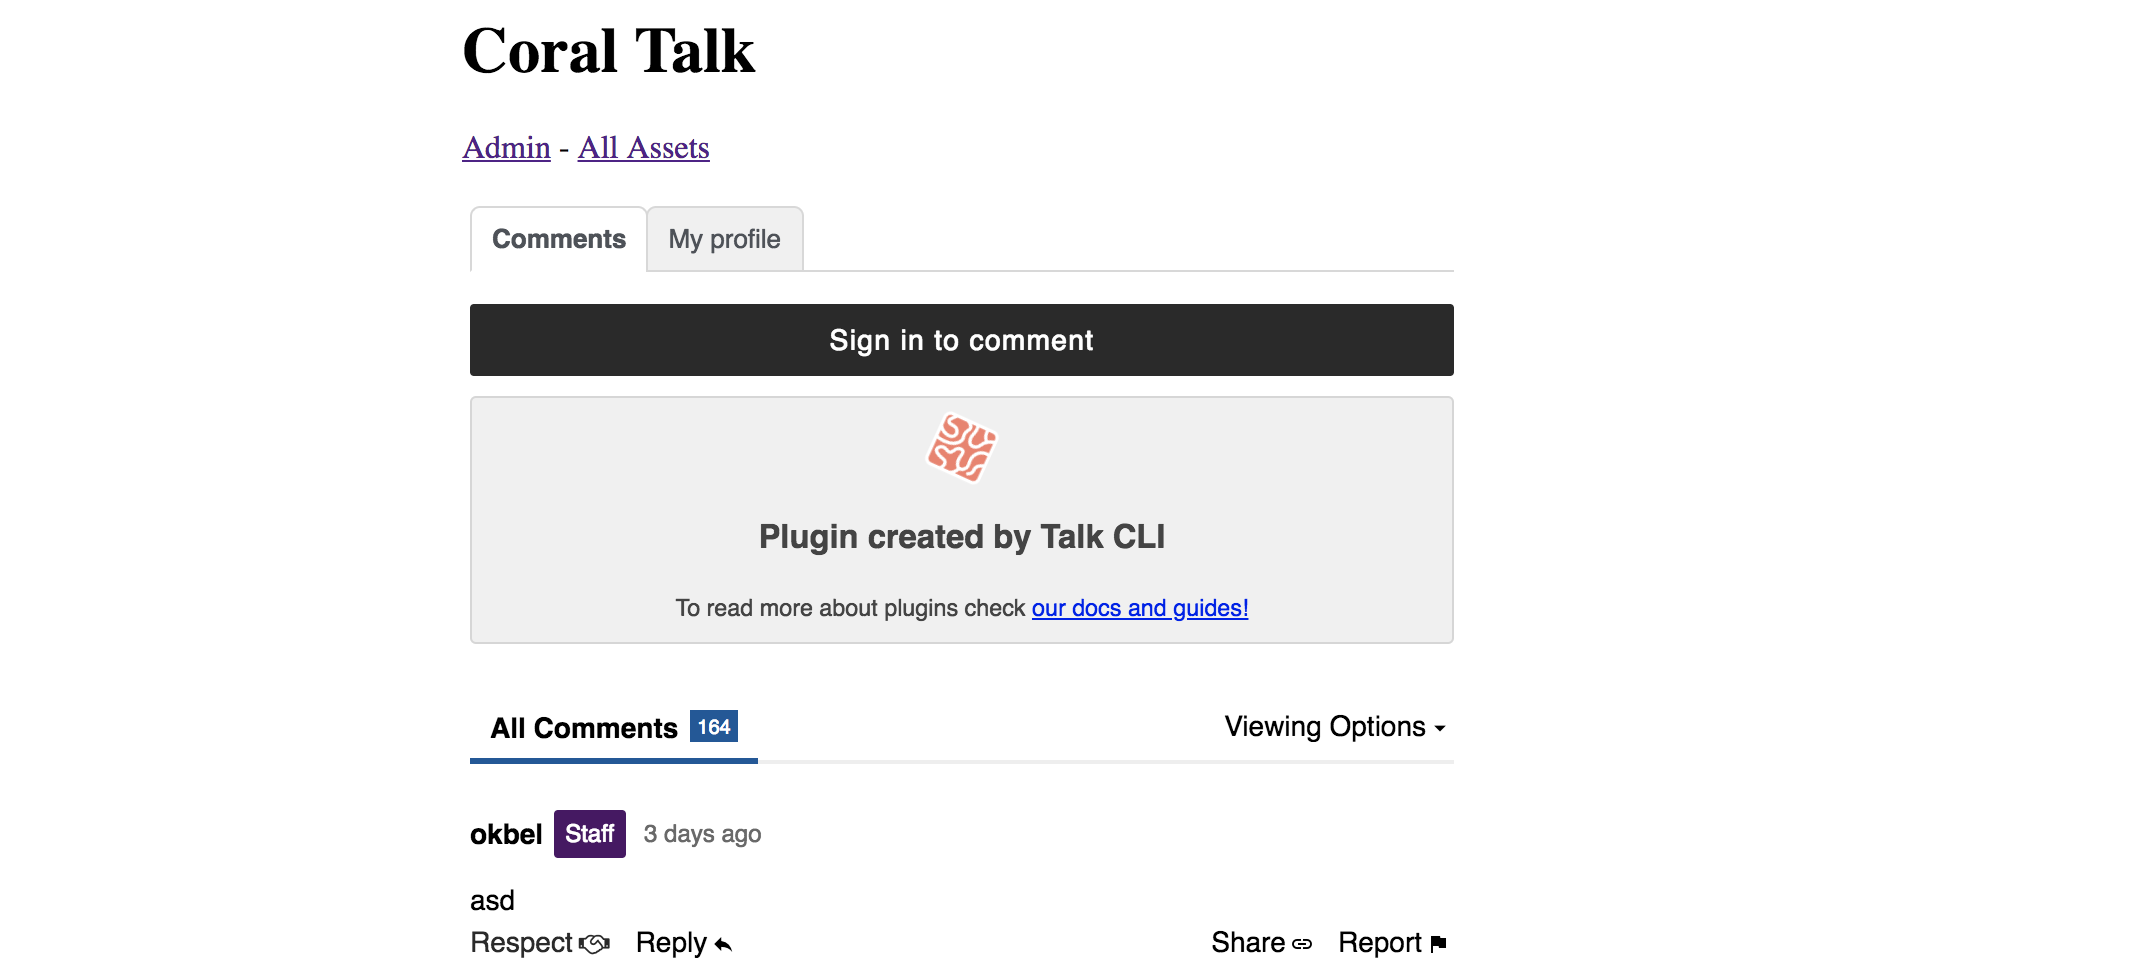 Coral Talk
Admin - All Assets
Comments My profile
Sign in to comment
Plugin created by Talk CLI
To read more about plugins check our docs and guides!
All Comments 164 Viewing Options
okbel Staff 3 days ago
asd
Respect Reply Share Report